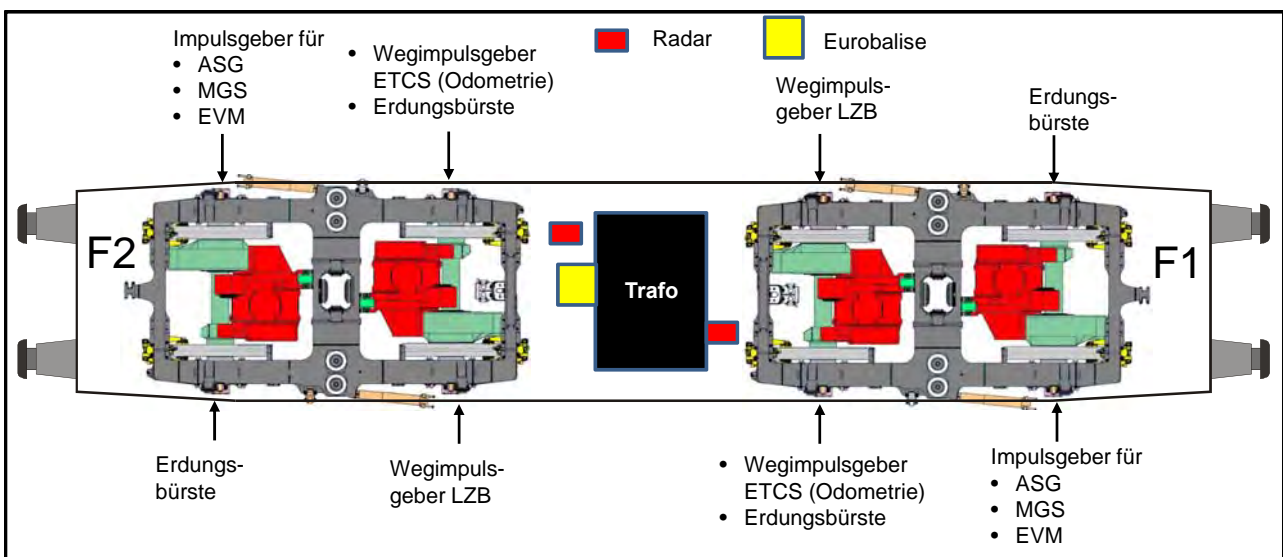 Impulsgeber für
• ASG
• MGS
• EVM
• Wegimpulsgeber
ETCS (Odometrie)
• Erdungsbürste
Radar
Eurobalise
Wegimpuls-
geber LZB
Erdungs-
bürste
F2
Trafo
F1
Erdungs-
bürste
Wegimpuls-
geber LZB
• Wegimpulsgeber
ETCS (Odometrie)
• Erdungsbürste
Impulsgeber für
• ASG
• MGS
• EVM